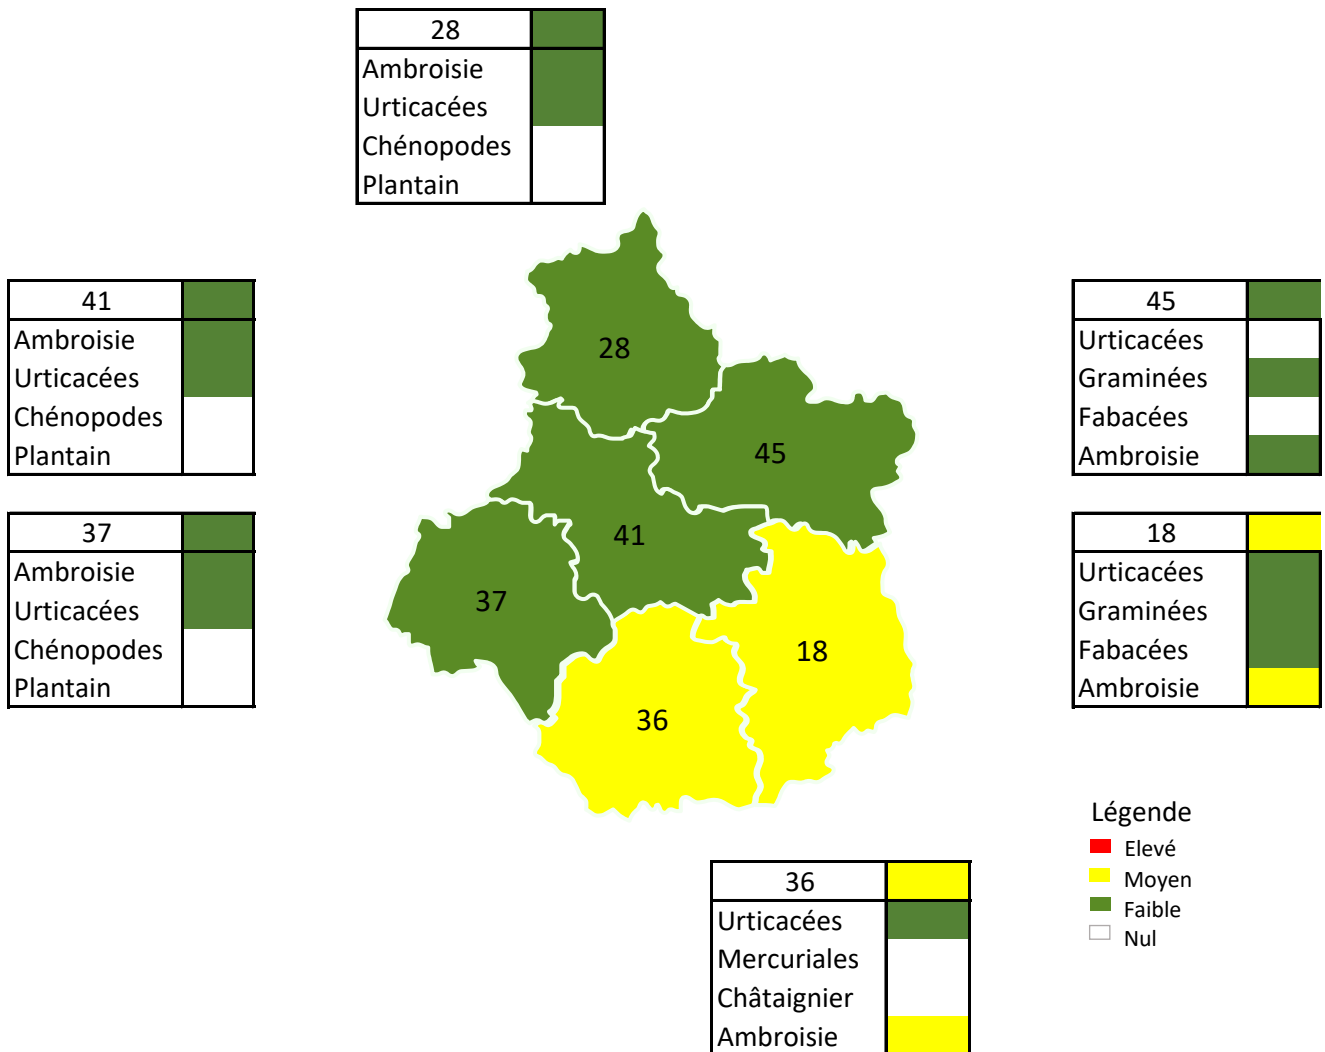 28
Ambroisie
Urticacées
Chénopodes
Plantain
41
Ambroisie
Urticacées
Chénopodes
Plantain
45
Urticacées
Graminées
Fabacées
Ambroisie
37
Ambroisie
Urticacées
Chénopodes
Plantain
18
Urticacées
Graminées
Fabacées
Ambroisie
28
45
41
37
18
36
Légende
Elevé
Moyen
Faible
Nul
36
Urticacées
Mercuriales
Châtaignier
Ambroisie